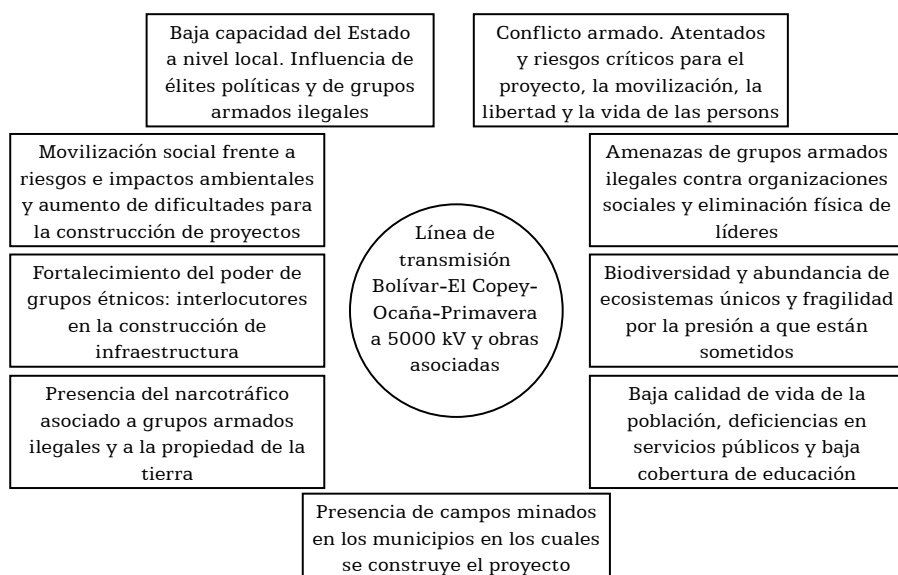 Baja capacidad del Estado
a nivel local. Influencia de
élites políticas y de grupos
armados ilegales
Conflicto armado. Atentados
y riesgos críticos para el
proyecto, la movilización, la
libertad y la vida de las persons
Movilización social frente a
riesgos e impactos ambientales
y aumento de dificultades para
la construcción de proyectos
Amenazas de grupos armados
ilegales contra organizaciones
sociales y eliminación física de
líderes
Fortalecimiento del poder de
grupos étnicos: interlocutores
en la construcción de
infraestructura
Línea de
transmisión
Bolívar-El Copey-
Ocaña-Primavera
a 5000 kV y obras
asociadas
Biodiversidad y abundancia de
ecosistemas únicos y fragilidad
por la presión a que están
sometidos
Presencia del narcotráfico
asociado a grupos armados
ilegales y a la propiedad de la
tierra
Baja calidad de vida de la
población, deficiencias en
servicios públicos y baja
cobertura de educación
Presencia de campos minados
en los municipios en los cuales
se construye el proyecto